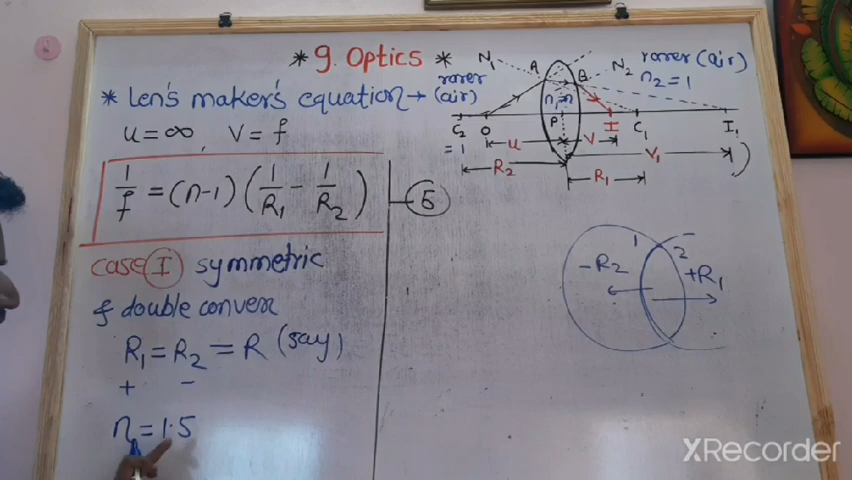 * 9. Optics *
* Len's maker's equation →
u = ∞, v = f
1/f = (n-1) (1/R₁ - 1/R₂) — 5
case I symmetric
& double convex
R₁ = R₂ = R (say)
+ -
n = 1.5
N₁ A B N₂ rarer (air)
n₂ = 1
rarer
(air)
C₂ O P I C₁ I₁
= 1
u v
R₂ R₁ V₁
1 2
-R₂ +R₁
XRecorder